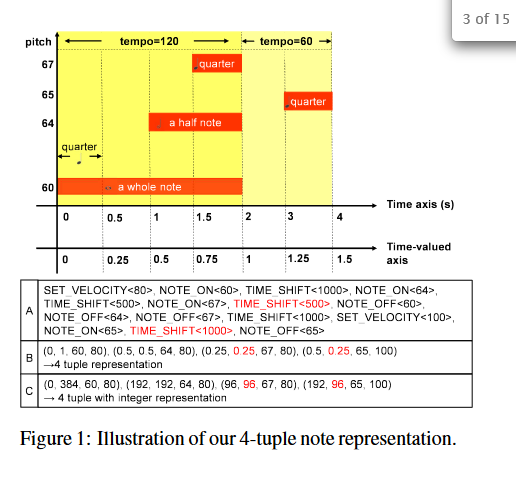 3 of 15
pitch
tempo=120
tempo=60
67
quarter
65
quarter
64
a half note
quarter
60
a whole note
Time axis (s)
0 0.5 1 1.5 2 3 4
Time-valued
axis
0 0.25 0.5 0.75 1 1.25 1.5
A
SET_VELOCITY<80>, NOTE_ON<60>, TIME_SHIFT<1000>, NOTE_ON<64>,
TIME_SHIFT<500>, NOTE_ON<67>, TIME_SHIFT<500>, NOTE_OFF<60>,
NOTE_OFF<64>, NOTE_OFF<67>, TIME_SHIFT<1000>, SET_VELOCITY<100>,
NOTE_ON<65>, TIME_SHIFT<1000>, NOTE_OFF<65>
B
(0, 1, 60, 80), (0.5, 0.5, 64, 80), (0.25, 0.25, 67, 80), (0.5, 0.25, 65, 100)
→4 tuple representation
C
(0, 384, 60, 80), (192, 192, 64, 80), (96, 96, 67, 80), (192, 96, 65, 100)
→ 4 tuple with integer representation
Figure 1: Illustration of our 4-tuple note representation.